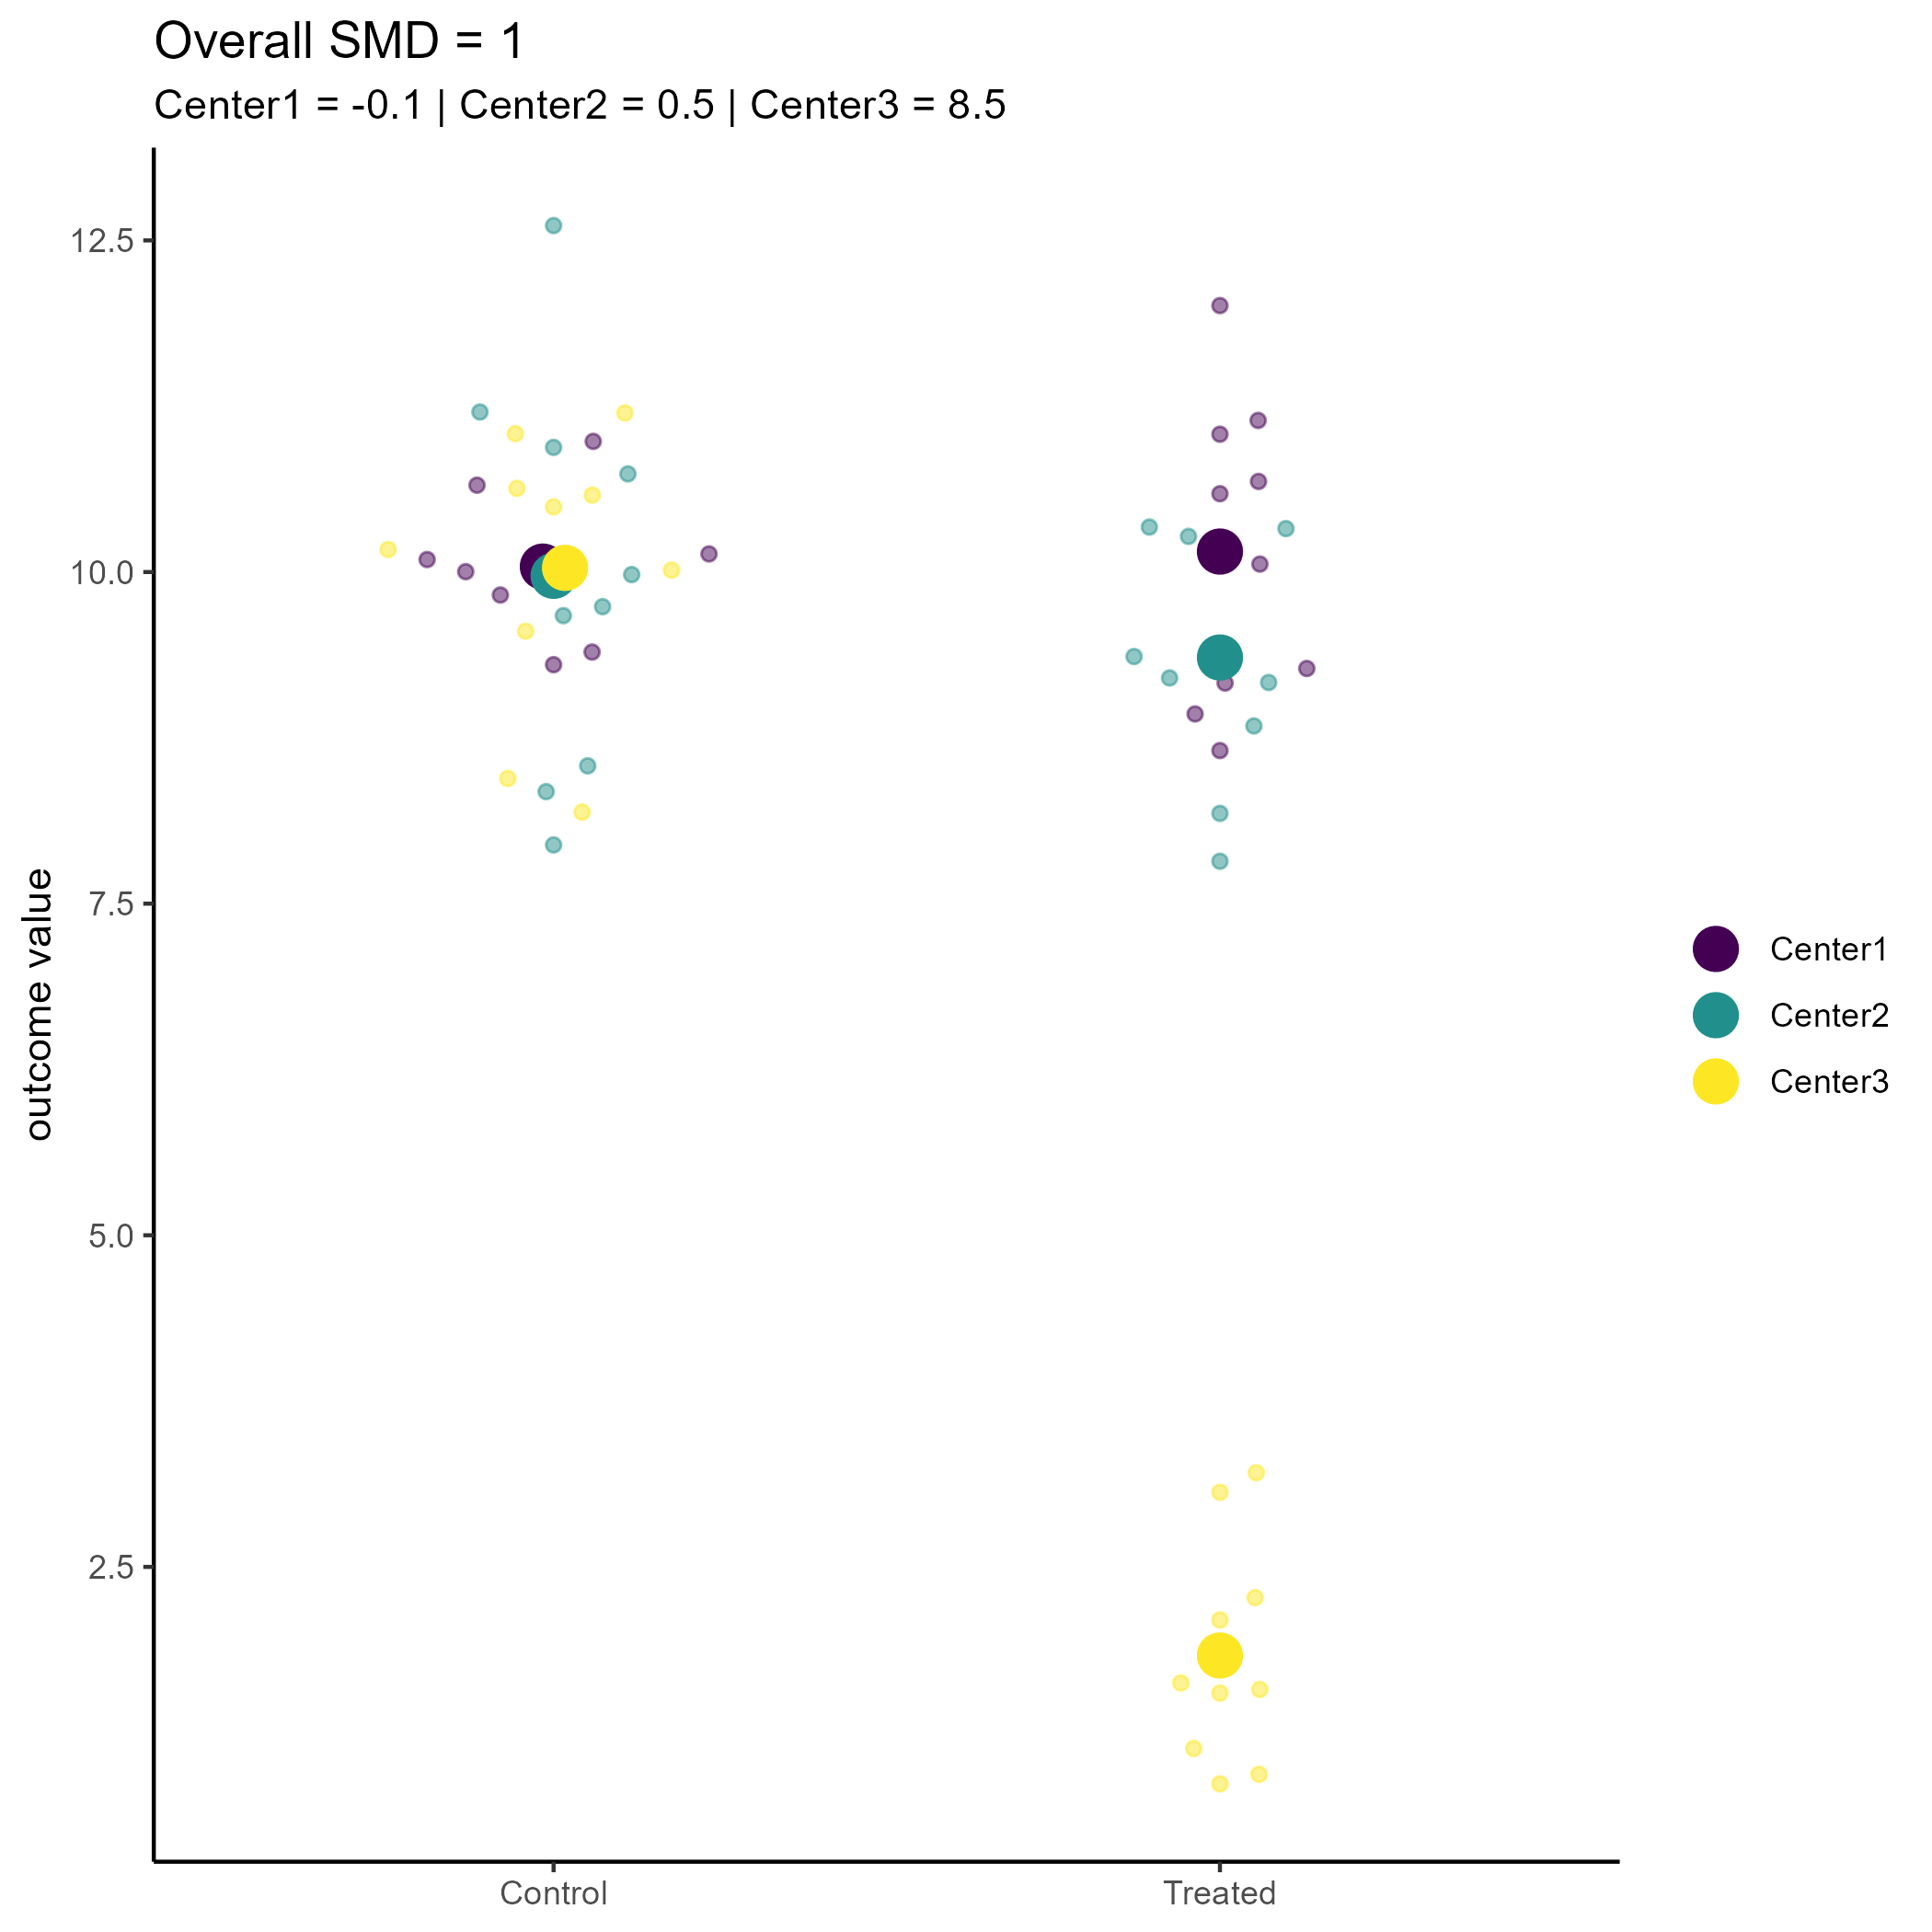 Overall SMD = 1
Center1 = -0.1 | Center2 = 0.5 | Center3 = 8.5
outcome value
12.5
10.0
7.5
5.0
2.5
Control
Treated
Center1
Center2
Center3